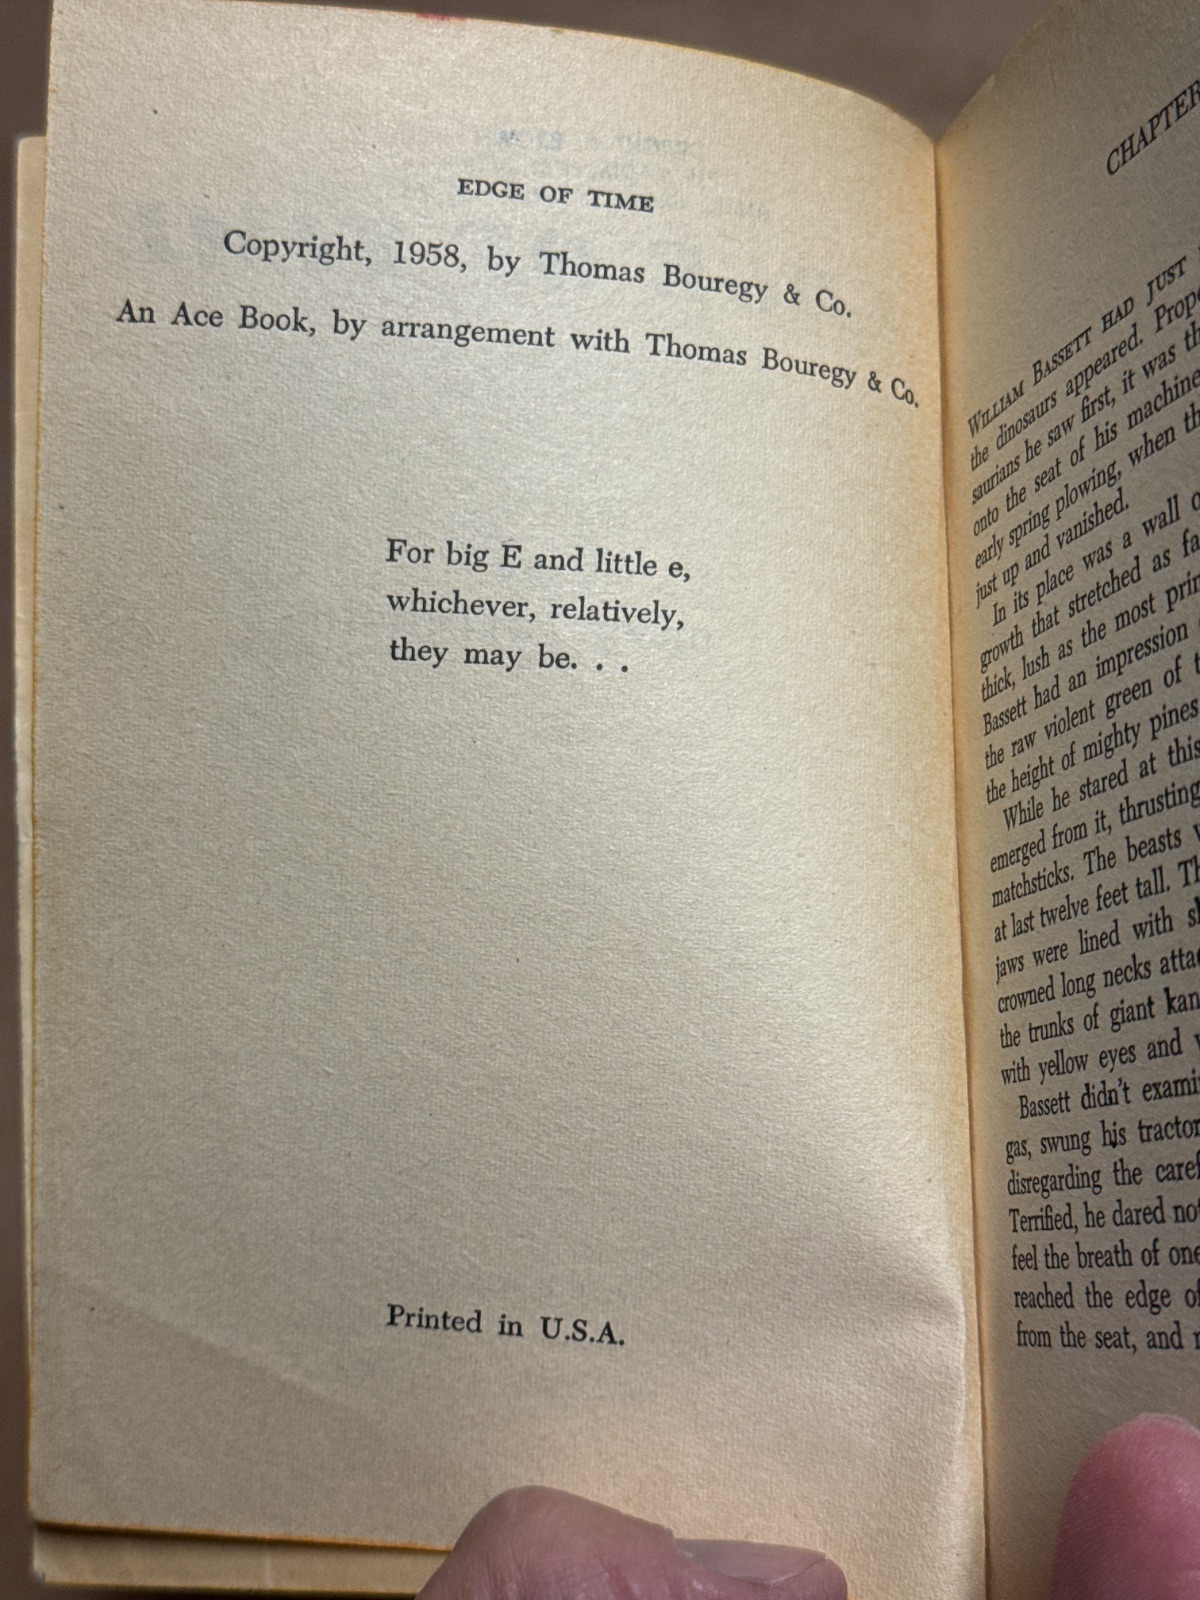 EDGE OF TIME
Copyright, 1958, by Thomas Bouregy & Co.
An Ace Book, by arrangement with Thomas Bouregy & Co.
For big E and little e,
whichever, relatively,
they may be. . .
Printed in U.S.A.
CHAPTER
WILLIAM BASSETT HAD JUST
the dinosaurs appeared.
saurians he saw first, it was
onto the seat of his machine
early spring plowing, when
just up and vanished.
In its place was a wall
growth that stretched as
thick, lush as the most
Bassett had an impression
the raw violent green of
the height of mighty pines
While he stared at this
emerged from it, thrusting
matchsticks. The beasts
at last twelve feet tall.
jaws were lined with
crowned long necks
the trunks of giant
with yellow eyes and
Bassett didn't
gas, swung his tractor
disregarding the
Terrified, he dared
feel the breath of
reached the edge
from the seat, and